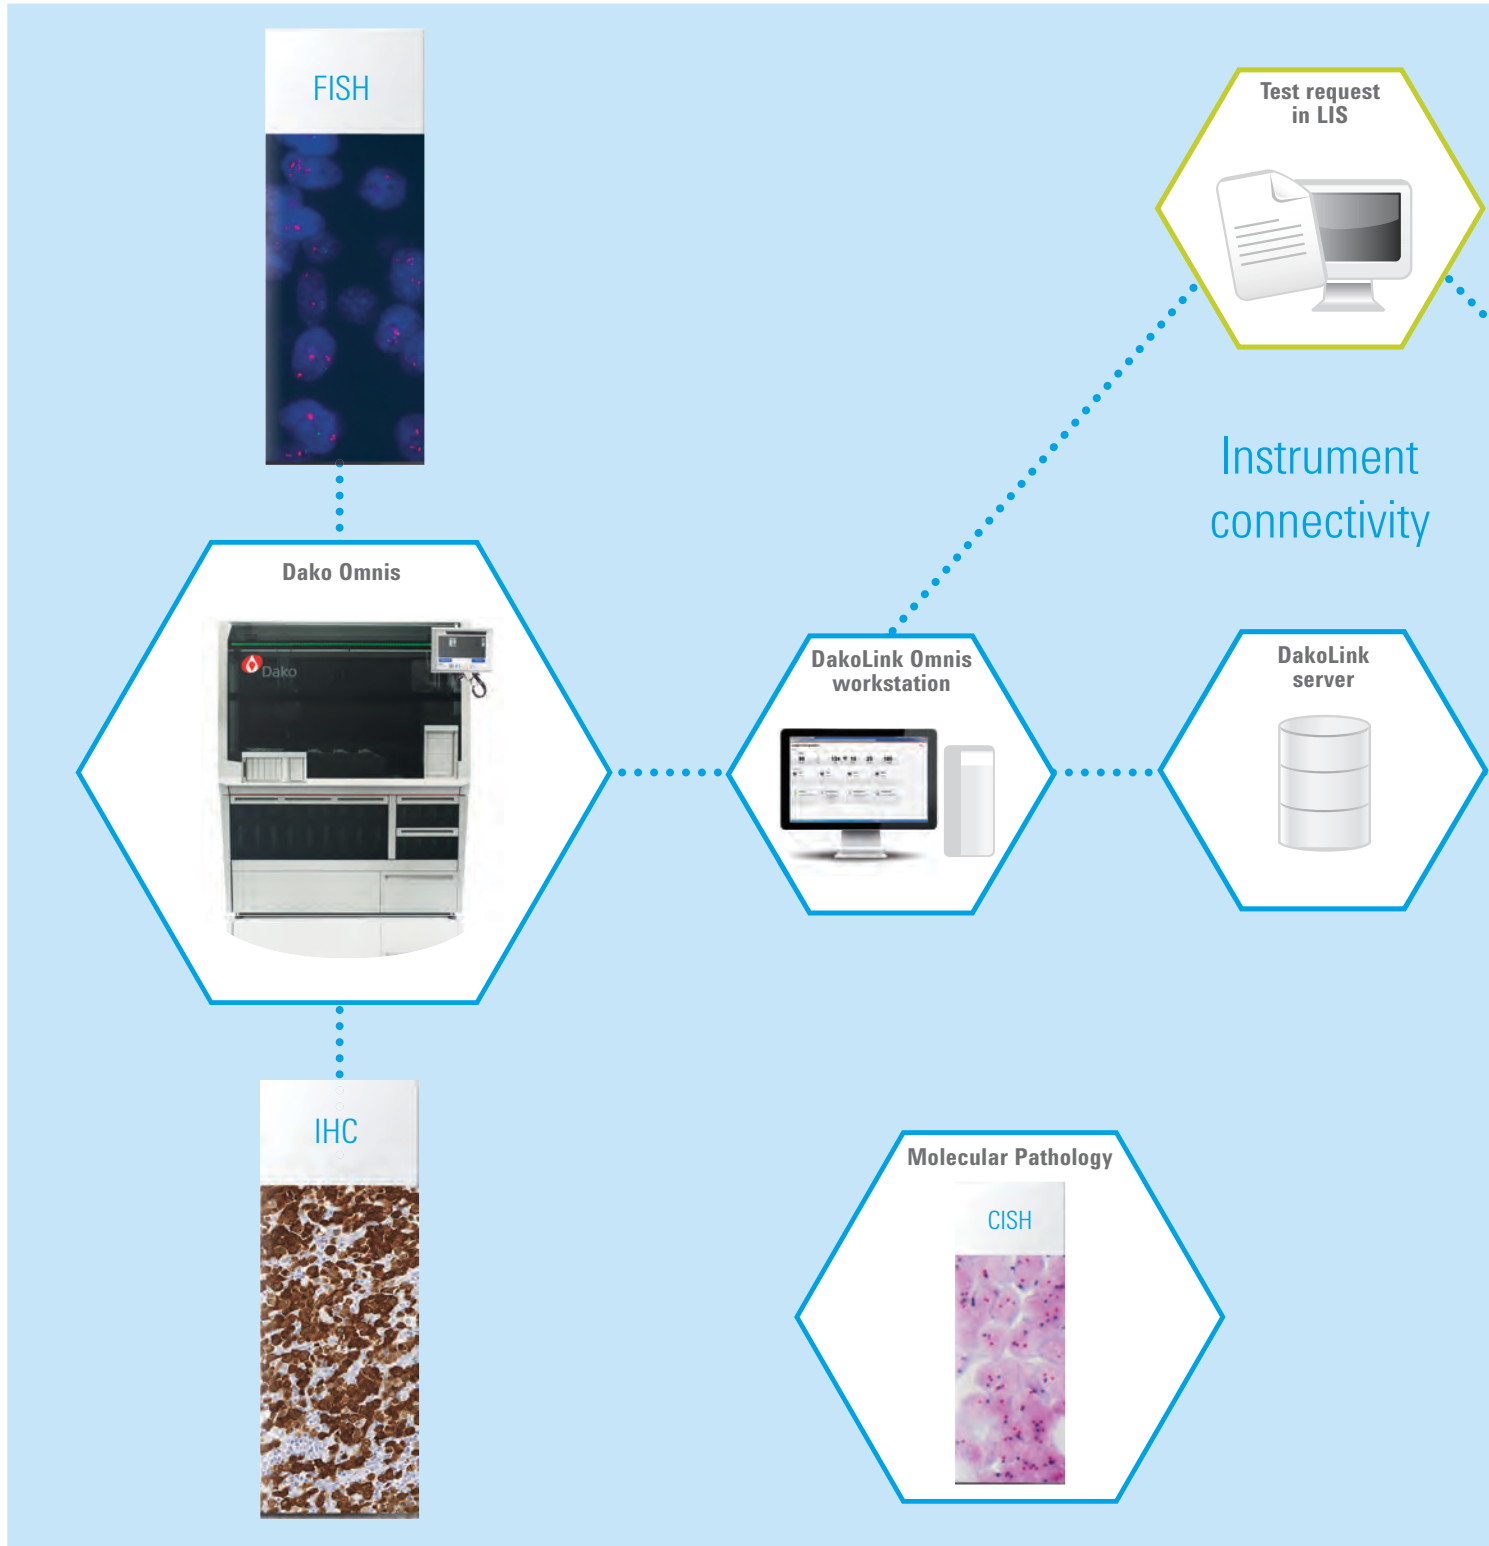 FISH
Test request
in LIS
Instrument
connectivity
Dako Omnis
Dako
DakoLink Omnis
workstation
DakoLink
server
IHC
Molecular Pathology
CISH